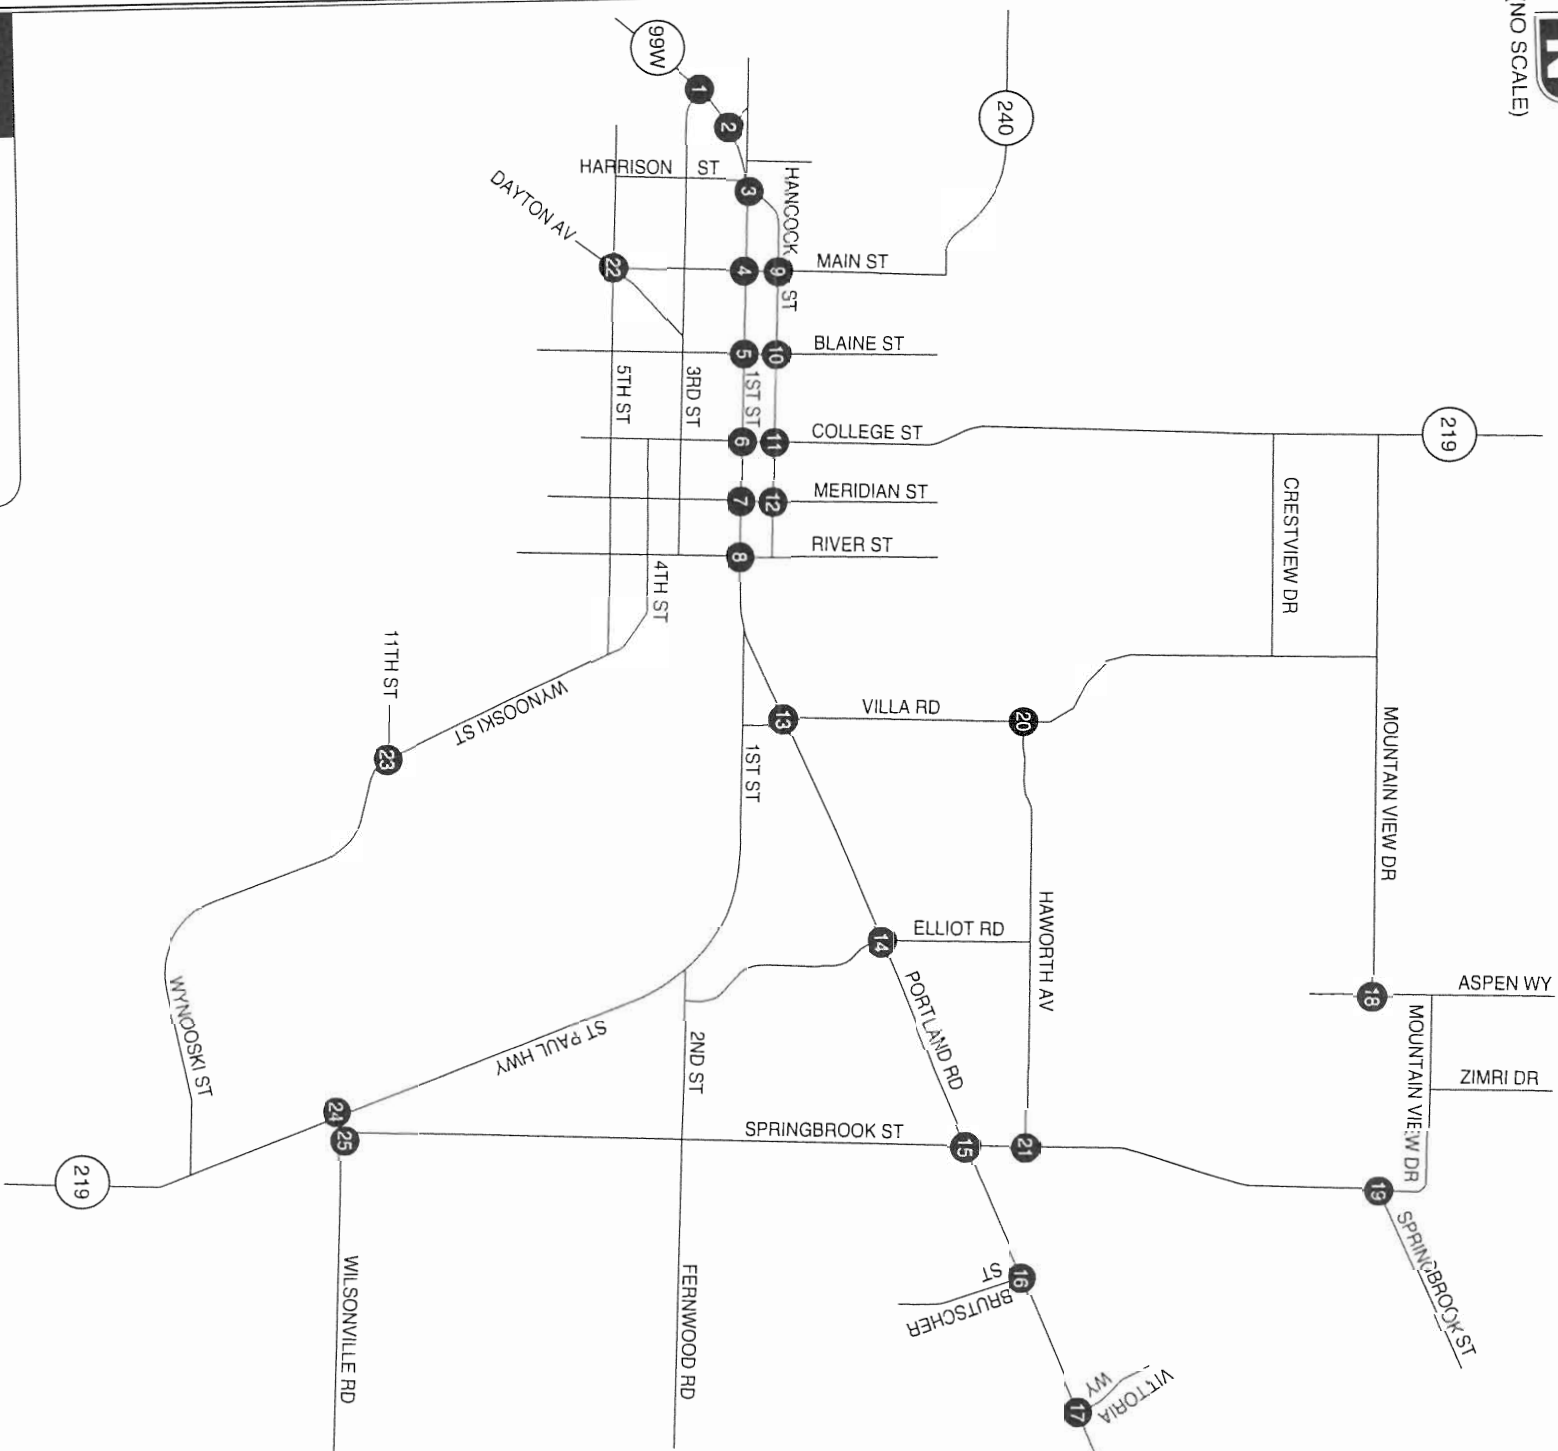 (NO SCALE)
99W
240
1
2
HARRISON ST
HANCOCK ST
DAYTON AV
3
MAIN ST
22
4
9
BLAINE ST
5
10
5TH ST
3RD ST
1ST ST
COLLEGE ST
219
6
11
CRESTVIEW DR
MERIDIAN ST
7
12
RIVER ST
8
4TH ST
11TH ST
WYNOOSKI ST
23
VILLA RD
13
20
1ST ST
MOUNTAIN VIEW DR
HAWORTH AV
ELLIOT RD
14
PORTLAND RD
ASPEN WY
18
MOUNTAIN VIEW DR
ZIMRI DR
WYNOOSKI ST
ST PAUL HWY
2ND ST
24
25
SPRINGBROOK ST
15
21
19
219
SPRINGBROOK ST
WILSONVILLE RD
FERNWOOD RD
BRUTSCHER
ST
16
VITTORIA
WY
17